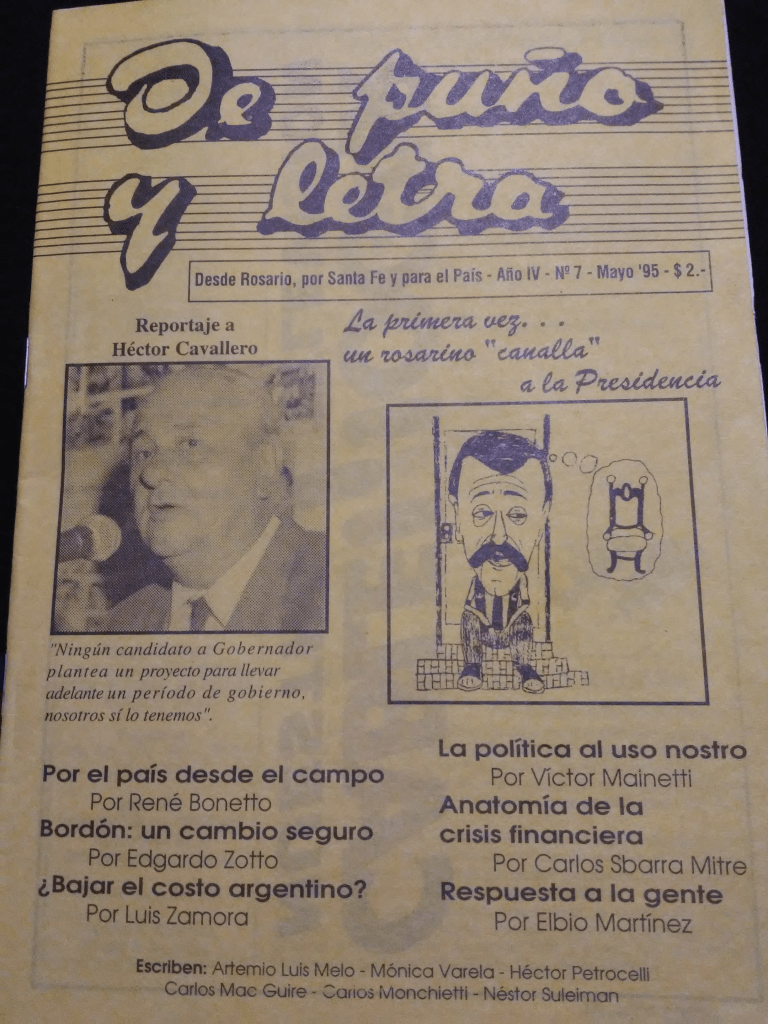 De puño
y letra
Desde Rosario, por Santa Fe y para el País - Año IV - Nº 7 - Mayo '95 - $ 2.-
Reportaje a
Héctor Cavallero
La primera vez. . .
un rosarino "canalla"
a la Presidencia
"Ningún candidato a Gobernador
plantea un proyecto para llevar
adelante un período de gobierno,
nosotros sí lo tenemos".
Por el país desde el campo
Por René Bonetto
Bordón: un cambio seguro
Por Edgardo Zotto
¿Bajar el costo argentino?
Por Luis Zamora
La política al uso nostro
Por Víctor Mainetti
Anatomía de la
crisis financiera
Por Carlos Sbarra Mitre
Respuesta a la gente
Por Elbio Martínez
Escriben: Artemio Luis Melo - Mónica Varela - Héctor Petrocelli
Carlos Mac Guire - Carlos Monchietti - Néstor Suleiman